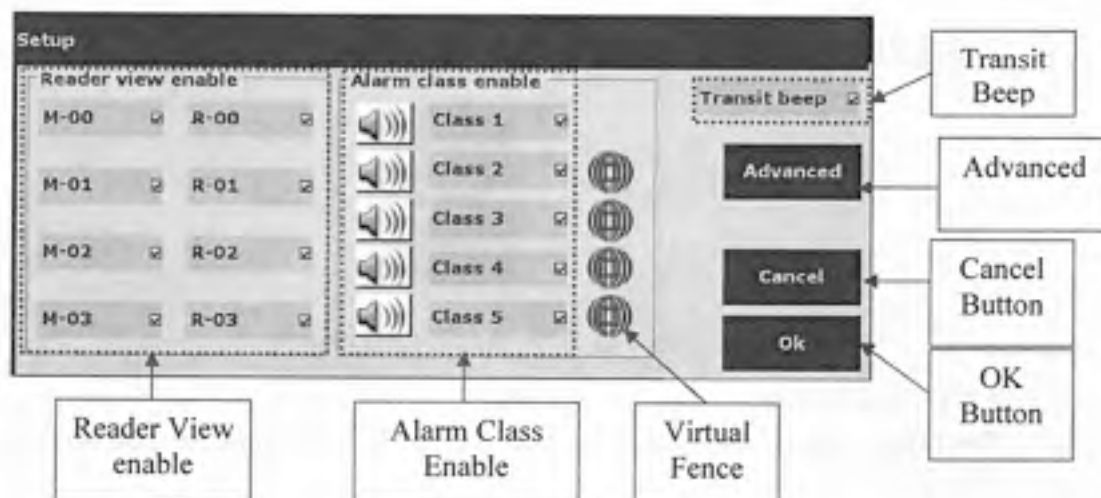 Setup
Reader view enable
M-00 R-00
M-01 R-01
M-02 R-02
M-03 R-03
Alarm class enable
Class 1
Class 2
Class 3
Class 4
Class 5
Transit beep
Advanced
Cancel
Ok
Transit
Beep
Advanced
Cancel
Button
OK
Button
Reader View
enable
Alarm Class
Enable
Virtual
Fence